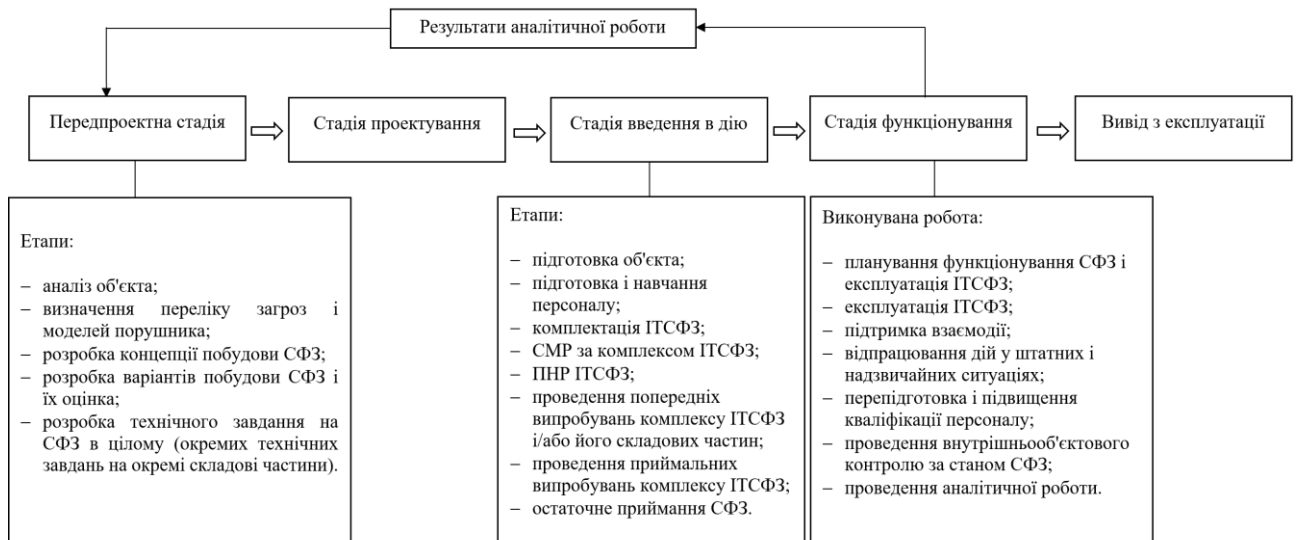 Результати аналітичної роботи
Передпроектна стадія
Стадія проектування
Стадія введення в дію
Стадія функціонування
Вивід з експлуатації
Етапи:
– аналіз об'єкта;
– визначення переліку загроз і
моделей порушника;
– розробка концепції побудови СФЗ;
– розробка варіантів побудови СФЗ і
їх оцінка;
– розробка технічного завдання на
СФЗ в цілому (окремих технічних
завдань на окремі складові частини).
Етапи:
– підготовка об'єкта;
– підготовка і навчання
персоналу;
– комплектація ІТСФЗ;
– СМР за комплексом ІТСФЗ;
– ПНР ІТСФЗ;
– проведення попередніх
випробувань комплексу ІТСФЗ
і/або його складових частин;
– проведення приймальних
випробувань комплексу ІТСФЗ;
– остаточне приймання СФЗ.
Виконувана робота:
– планування функціонування СФЗ і
експлуатація ІТСФЗ;
– експлуатація ІТСФЗ;
– підтримка взаємодії;
– відпрацювання дій у штатних і
надзвичайних ситуаціях;
– перепідготовка і підвищення
кваліфікації персоналу;
– проведення внутрішньооб'єктового
контролю за станом СФЗ;
– проведення аналітичної роботи.